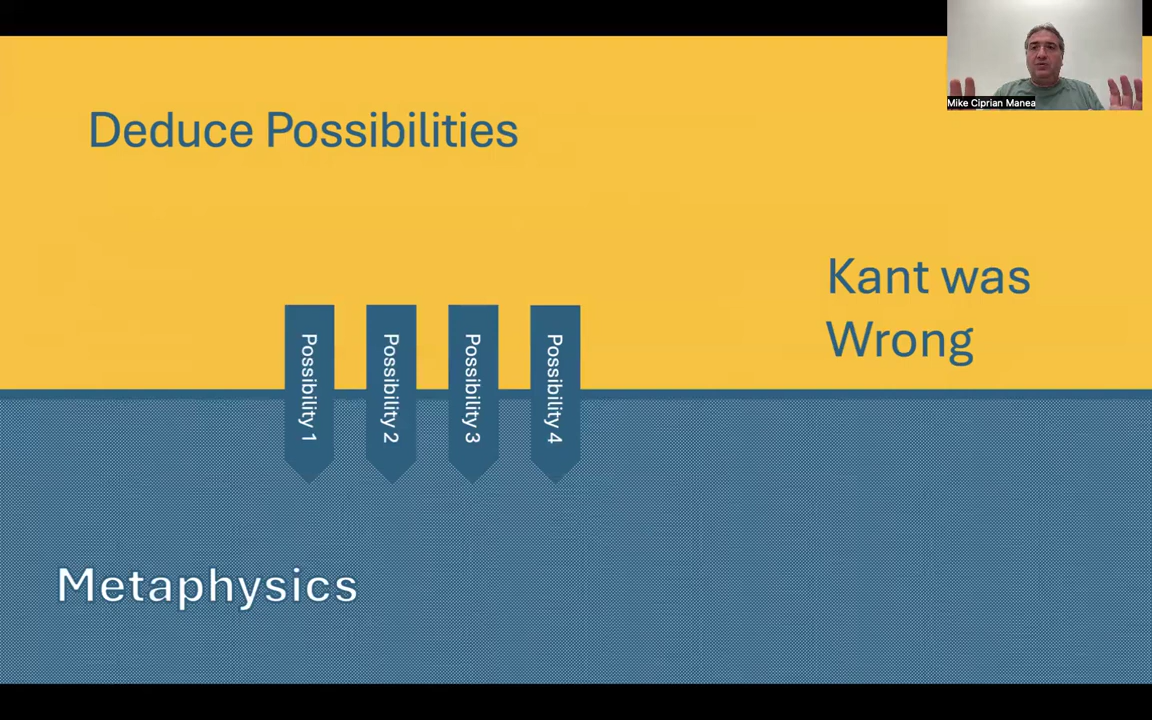 Mike Ciprian Manea
Deduce Possibilities
Kant was
Wrong
Possibility 1
Possibility 2
Possibility 3
Possibility 4
Metaphysics